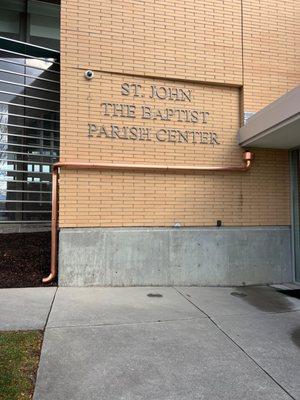 ST. JOHN
THE BAPTIST
PARISH CENTER